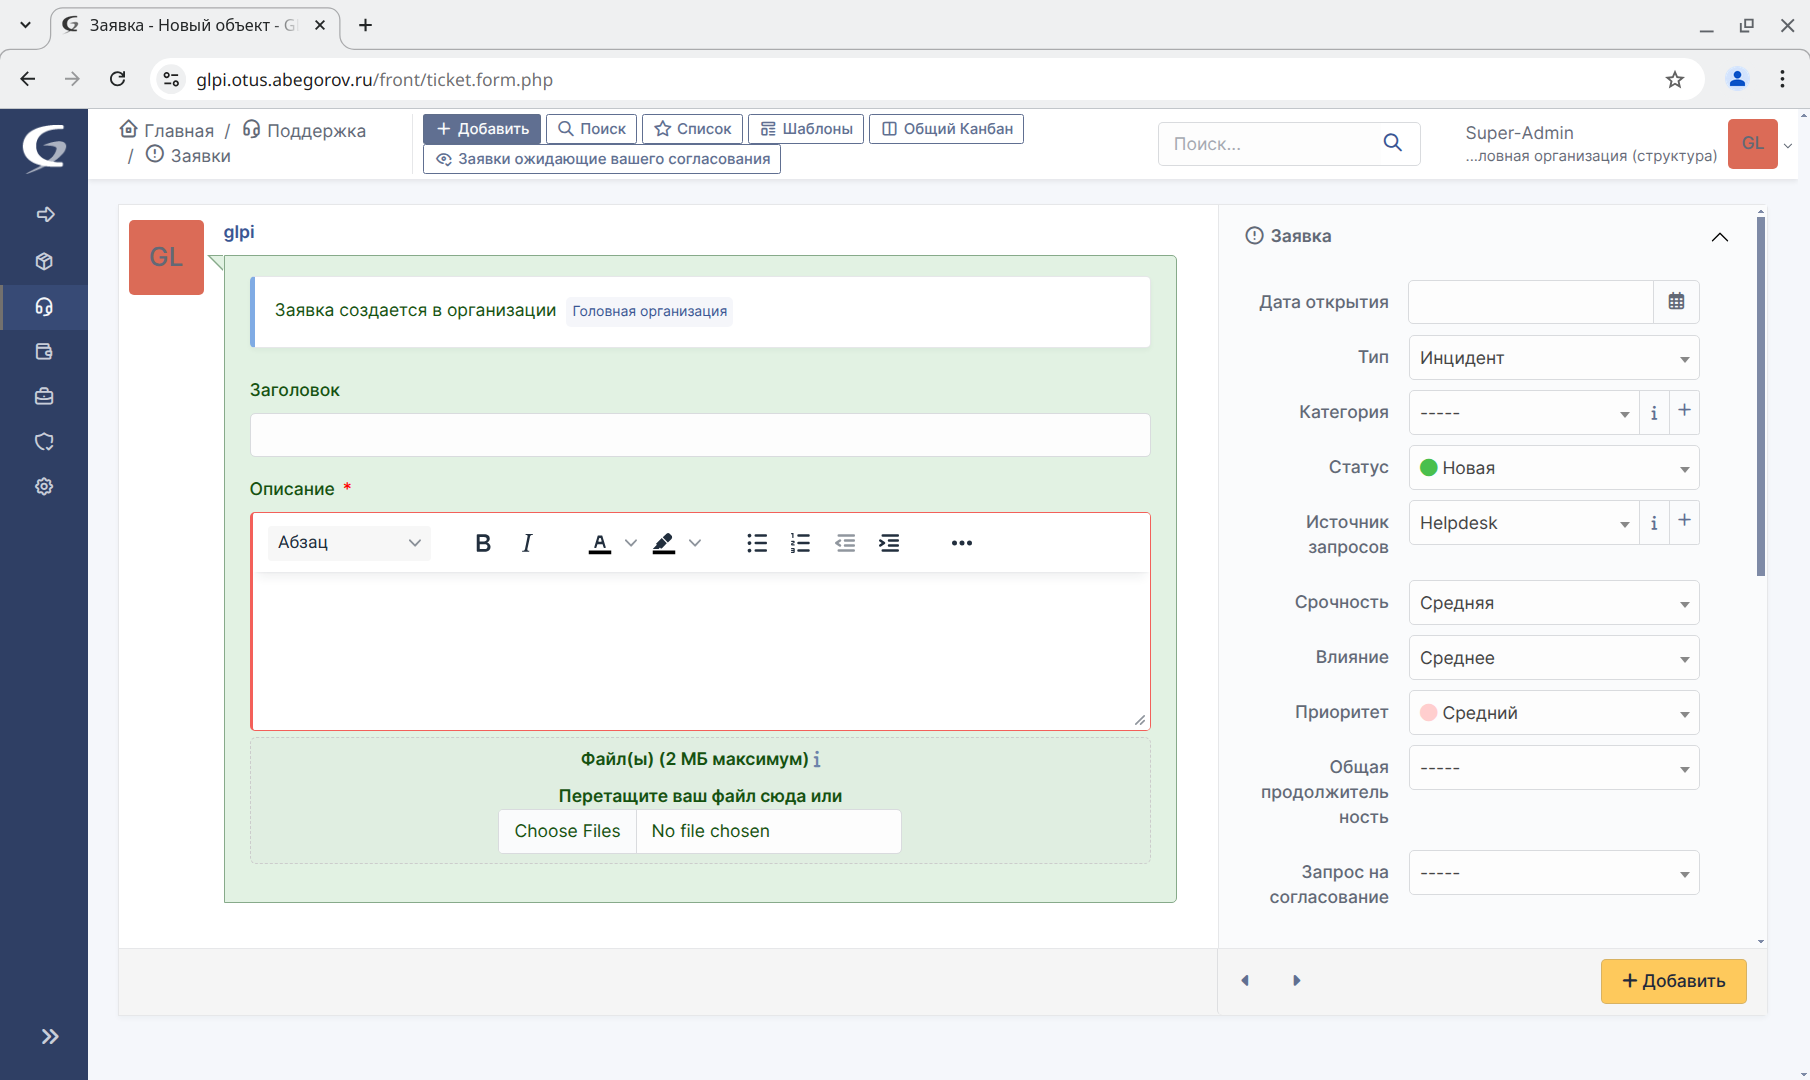 Заявка - Новый объект - G
glpi.otus.abegorov.ru/front/ticket.form.php
Главная / Поддержка
/ Заявки
Добавить Поиск Список Шаблоны Общий Канбан
Заявки ожидающие вашего согласования
Поиск...
Super-Admin
...ловная организация (структура)
GL
GL
glpi
Заявка создается в организации Головная организация
Заголовок
Описание *
Абзац
Файл(ы) (2 МБ максимум)
Перетащите ваш файл сюда или
Choose Files No file chosen
Заявка
Дата открытия
Тип Инцидент
Категория -----
Статус Новая
Источник запросов Helpdesk
Срочность Средняя
Влияние Среднее
Приоритет Средний
Общая продолжитель ность -----
Запрос на согласование -----
+ Добавить